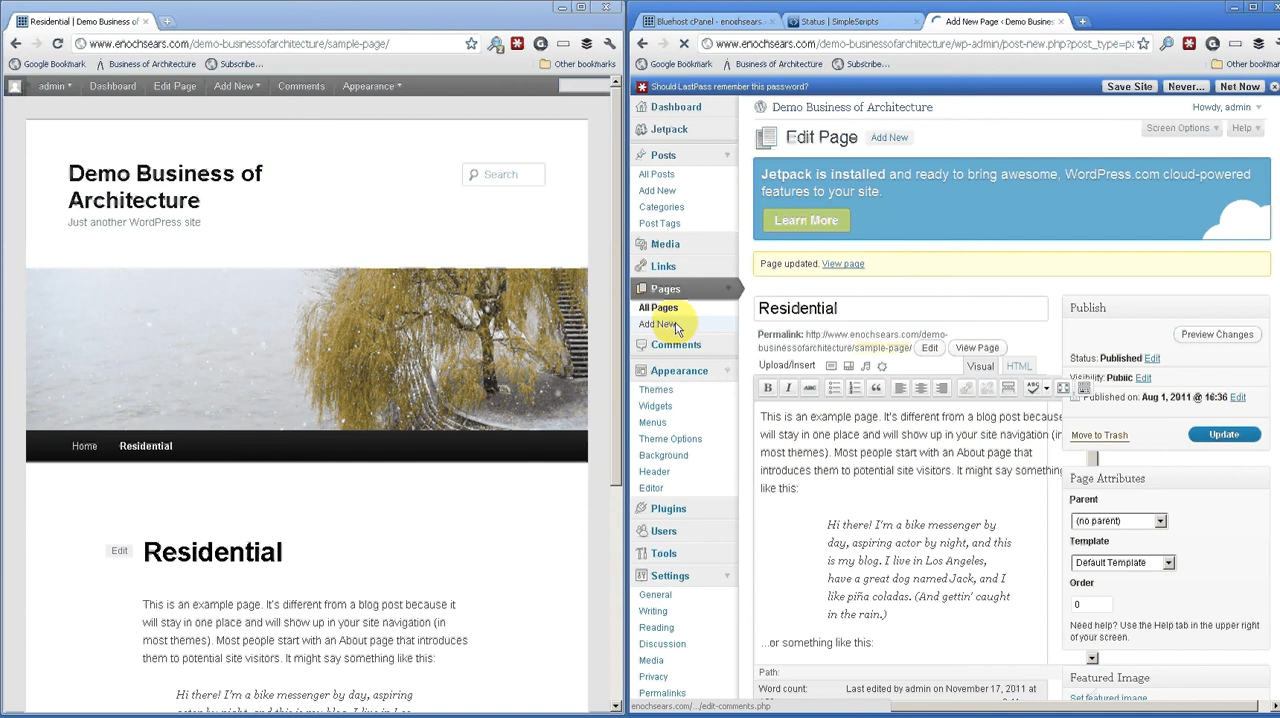 Residential | Demo Business of
www.enochsears.com/demo-businessofarchitecture/sample-page/
Google Bookmark
Business of Architecture
Subscribe...
Other bookmarks
admin
Dashboard
Edit Page
Add New
Comments
Appearance
Demo Business of
Architecture
Just another WordPress site
Search
Home
Residential
Edit
Residential
This is an example page. It's different from a blog post because it
will stay in one place and will show up in your site navigation (in
most themes). Most people start with an About page that
introduces them to potential site visitors. It might say something like this:
Hi there! I'm a bike messenger by day, aspiring
Bluehost cPanel - enochsears.
Status | SimpleScripts
Add New Page ‹ Demo Busines
www.enochsears.com/demo-businessofarchitecture/wp-admin/post-new.php?post_type=pa
Google Bookmark
Business of Architecture
Subscribe...
Other bookmark
Should LastPass remember this password?
Save Site
Never...
Not Now
Dashboard
Jetpack
Posts
All Posts
Add New
Categories
Post Tags
Media
Links
Pages
All Pages
Add New
Comments
Appearance
Themes
Widgets
Menus
Theme Options
Background
Header
Editor
Plugins
Users
Tools
Settings
General
Writing
Reading
Discussion
Media
Privacy
Permalinks
Demo Business of Architecture
Howdy, admin
Edit Page
Add New
Screen Options
Help
Jetpack is installed and ready to bring awesome, WordPress.com cloud-powered
features to your site.
Learn More
Page updated. View page
Residential
Permalink: http://www.enochsears.com/demo-
businessofarchitecture/sample-page/
Edit
View Page
Upload/Insert
Visual
HTML
B
I
ABC
ABC
This is an example page. It's different from a blog post because
will stay in one place and will show up in your site navigation (in
most themes). Most people start with an About page that
introduces them to potential site visitors. It might say something
like this:
Hi there! I'm a bike messenger by
day, aspiring actor by night, and this
is my blog. I live in Los Angeles,
have a great dog named Jack, and I
like piña coladas. (And gettin' caught
in the rain.)
...or something like this:
Path:
Word count:
Last edited by admin on November 17, 2011 at
Publish
Preview Changes
Status: Published Edit
Visibility: Public Edit
Published on: Aug 1, 2011 @ 16:36 Edit
Move to Trash
Update
Page Attributes
Parent
(no parent)
Template
Default Template
Order
0
Need help? Use the Help tab in the upper right
of your screen.
Featured Image
Set featured image
enochsears.com/.../edit-comments.php